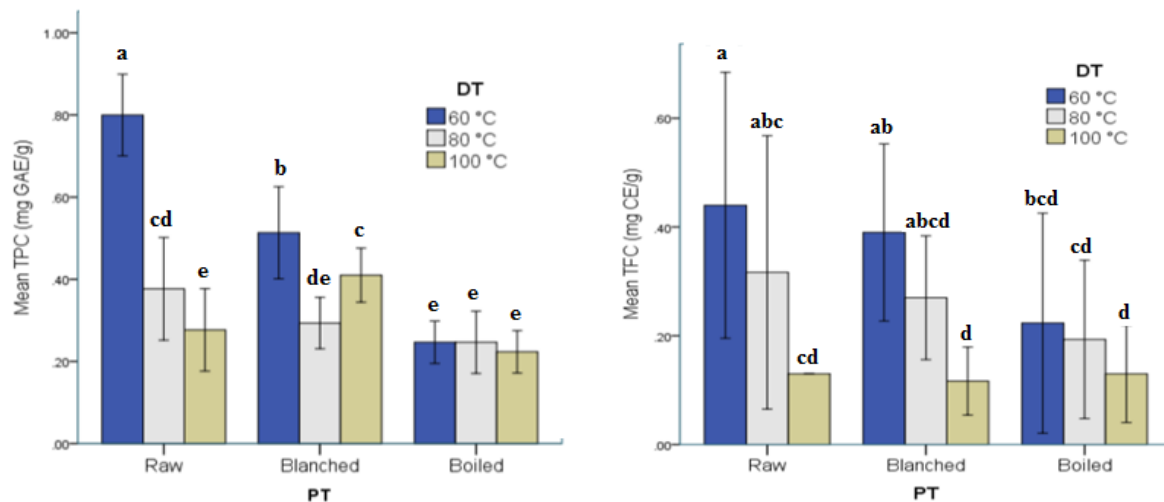 Mean TPC (mg GAE/g)
1.00
.80
.60
.40
.20
.00
a
cd
e
b
de
c
e
e
e
DT
60 °C
80 °C
100 °C
Raw
Blanched
Boiled
PT
Mean TFC (mg CE/g)
.60
.40
.20
.00
a
abc
cd
ab
abcd
d
bcd
cd
d
DT
60 °C
80 °C
100 °C
Raw
Blanched
Boiled
PT